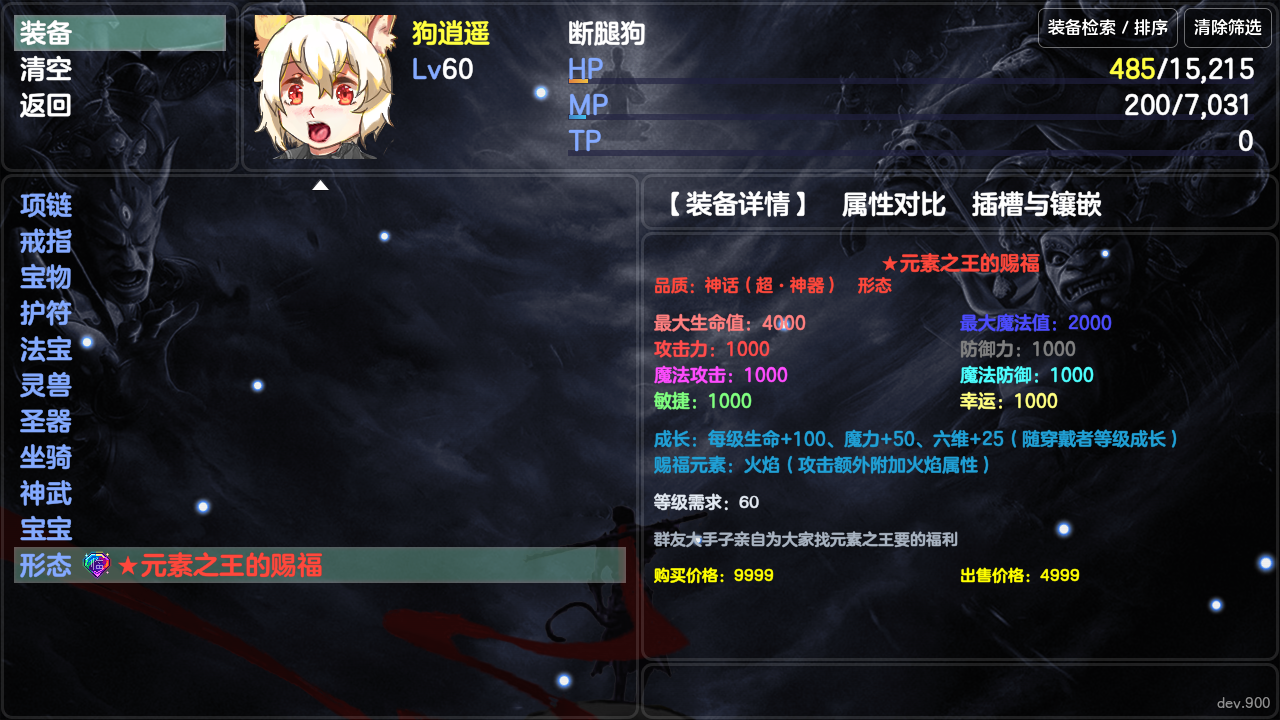 装备
清空
返回
狗逍遥
Lv60
断腿狗
HP 485/15,215
MP 200/7,031
TP 0
装备检索 / 排序
清除筛选
项链
戒指
宝物
护符
法宝
灵兽
圣器
坐骑
神武
宝宝
形态 ★元素之王的赐福
【装备详情】 属性对比 插槽与镶嵌
★元素之王的赐福
品质：神话（超·神器） 形态
最大生命值：4000 最大魔法值：2000
攻击力：1000 防御力：1000
魔法攻击：1000 魔法防御：1000
敏捷：1000 幸运：1000
成长：每级生命+100、魔力+50、六维+25（随穿戴者等级成长）
赐福元素：火焰（攻击额外附加火焰属性）
等级需求：60
群友大手子亲自为大家找元素之王要的福利
购买价格：9999 出售价格：4999
dev.900